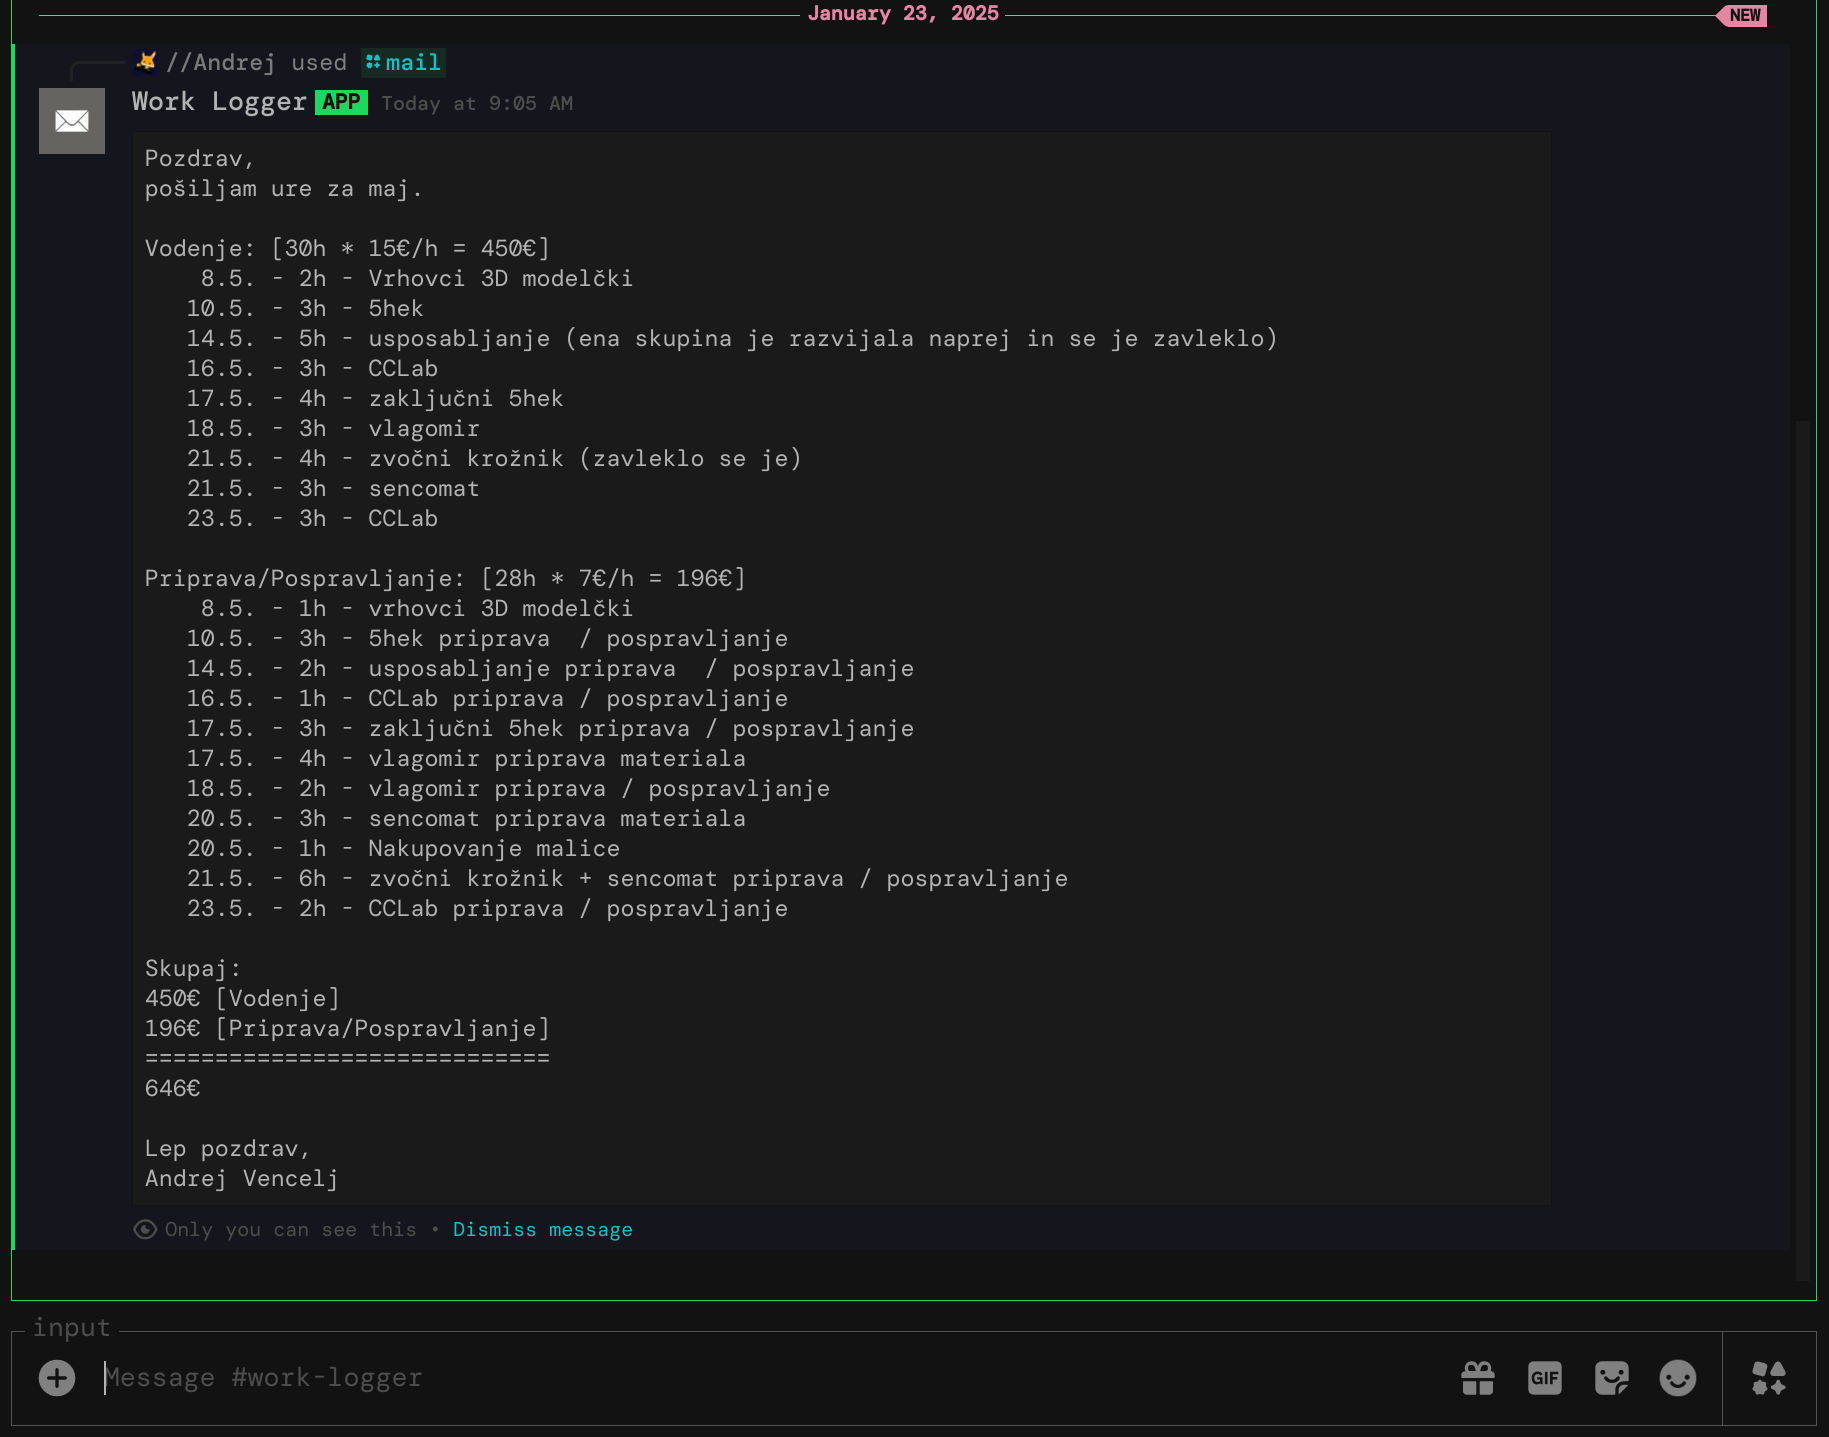 January 23, 2025
NEW
//Andrej used mail
Work Logger APP Today at 9:05 AM
Pozdrav,
pošiljam ure za maj.
Vodenje: [30h * 15€/h = 450€]
8.5. - 2h - Vrhovci 3D modelčki
10.5. - 3h - 5hek
14.5. - 5h - usposabljanje (ena skupina je razvijala naprej in se je zavleklo)
16.5. - 3h - CCLab
17.5. - 4h - zaključni 5hek
18.5. - 3h - vlagomir
21.5. - 4h - zvočni krožnik (zavleklo se je)
21.5. - 3h - sencomat
23.5. - 3h - CCLab
Priprava/Pospravljanje: [28h * 7€/h = 196€]
8.5. - 1h - vrhovci 3D modelčki
10.5. - 3h - 5hek priprava  / pospravljanje
14.5. - 2h - usposabljanje priprava  / pospravljanje
16.5. - 1h - CCLab priprava / pospravljanje
17.5. - 3h - zaključni 5hek priprava / pospravljanje
17.5. - 4h - vlagomir priprava materiala
18.5. - 2h - vlagomir priprava / pospravljanje
20.5. - 3h - sencomat priprava materiala
20.5. - 1h - Nakupovanje malice
21.5. - 6h - zvočni krožnik + sencomat priprava / pospravljanje
23.5. - 2h - CCLab priprava / pospravljanje
Skupaj:
450€ [Vodenje]
196€ [Priprava/Pospravljanje]
=============================
646€
Lep pozdrav,
Andrej Vencelj
Only you can see this • Dismiss message
input
Message #work-logger
GIF